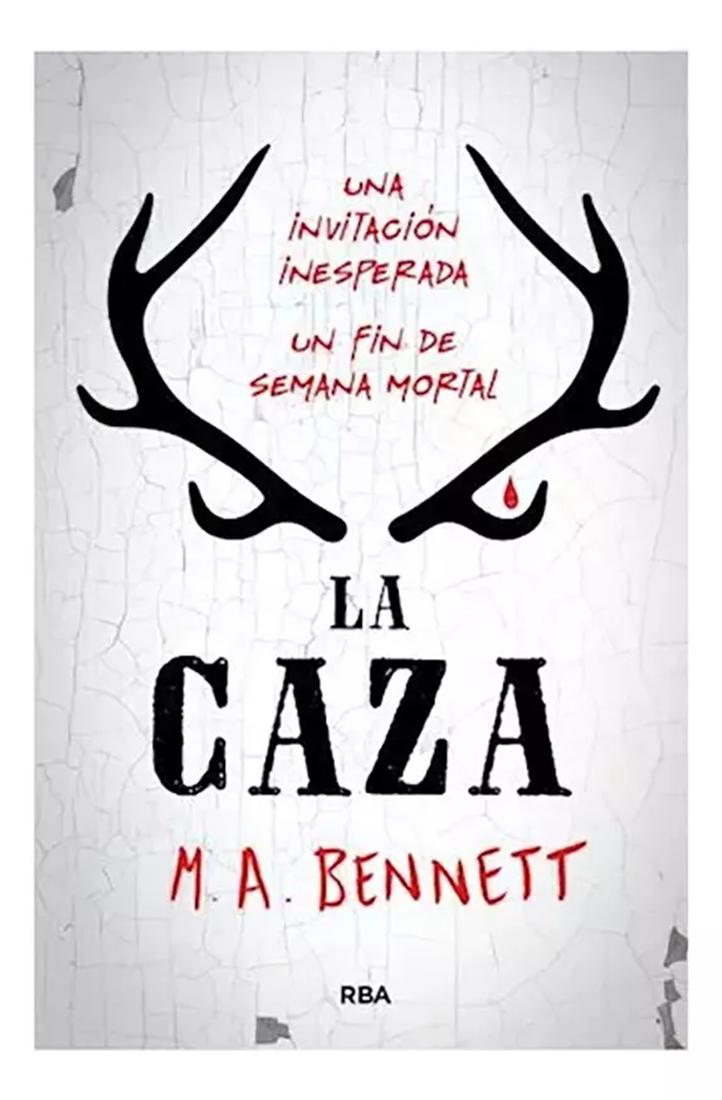 UNA
INVITACIÓN
INESPERADA
UN FIN DE
SEMANA MORTAL
LA
CAZA
M. A. BENNETT
RBA